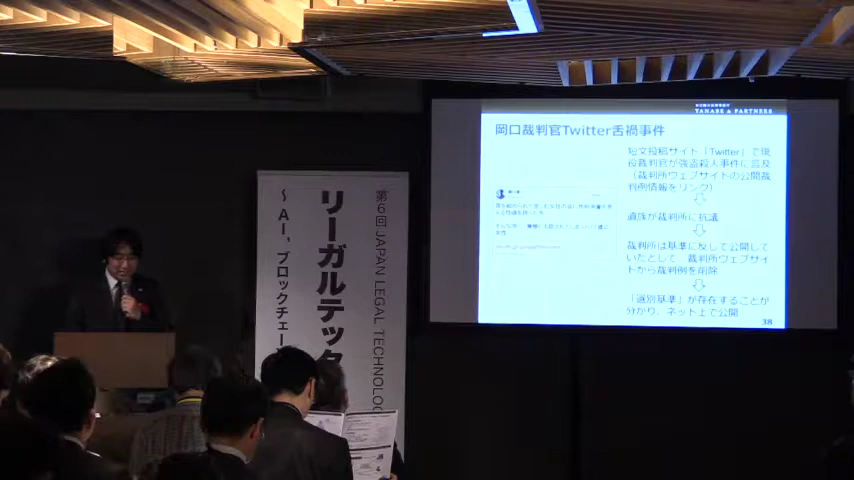 TANABE & PARTNERS
岡口裁判官Twitter舌禍事件
短文投稿サイト「Twitter」で現
役裁判官が強盗殺人事件に言及
(裁判所ウェブサイトの公開裁
判例情報をリンク)
遺族が裁判所に抗議
裁判所は基準に反して公開して
いたとして、裁判所ウェブサイ
トから裁判例を削除
「選別基準」が存在することが
分かり、ネット上で公開
38
第6回 JAPAN LEGAL TECHNOLO
リーガルテック
~ AI、ブロックチェー